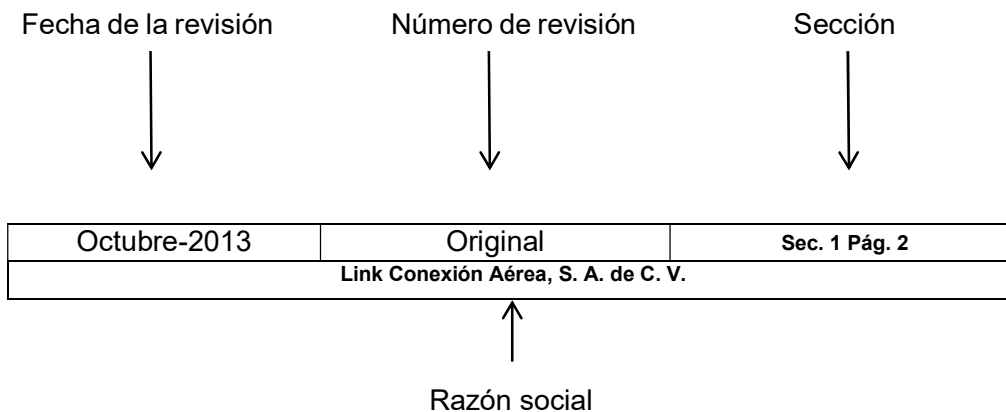 Fecha de la revisión Número de revisión Sección
Octubre-2013 Original Sec. 1 Pág. 2
Link Conexión Aérea, S. A. de C. V.
Razón social